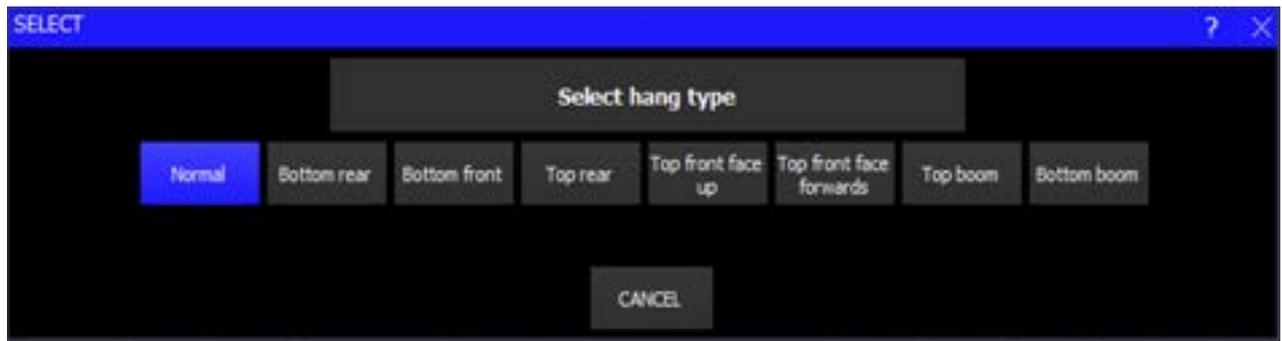 SELECT ?
Select hang type
Normal Bottom rear Bottom front Top rear Top front face up Top front face forwards Top boom Bottom boom
CANCEL